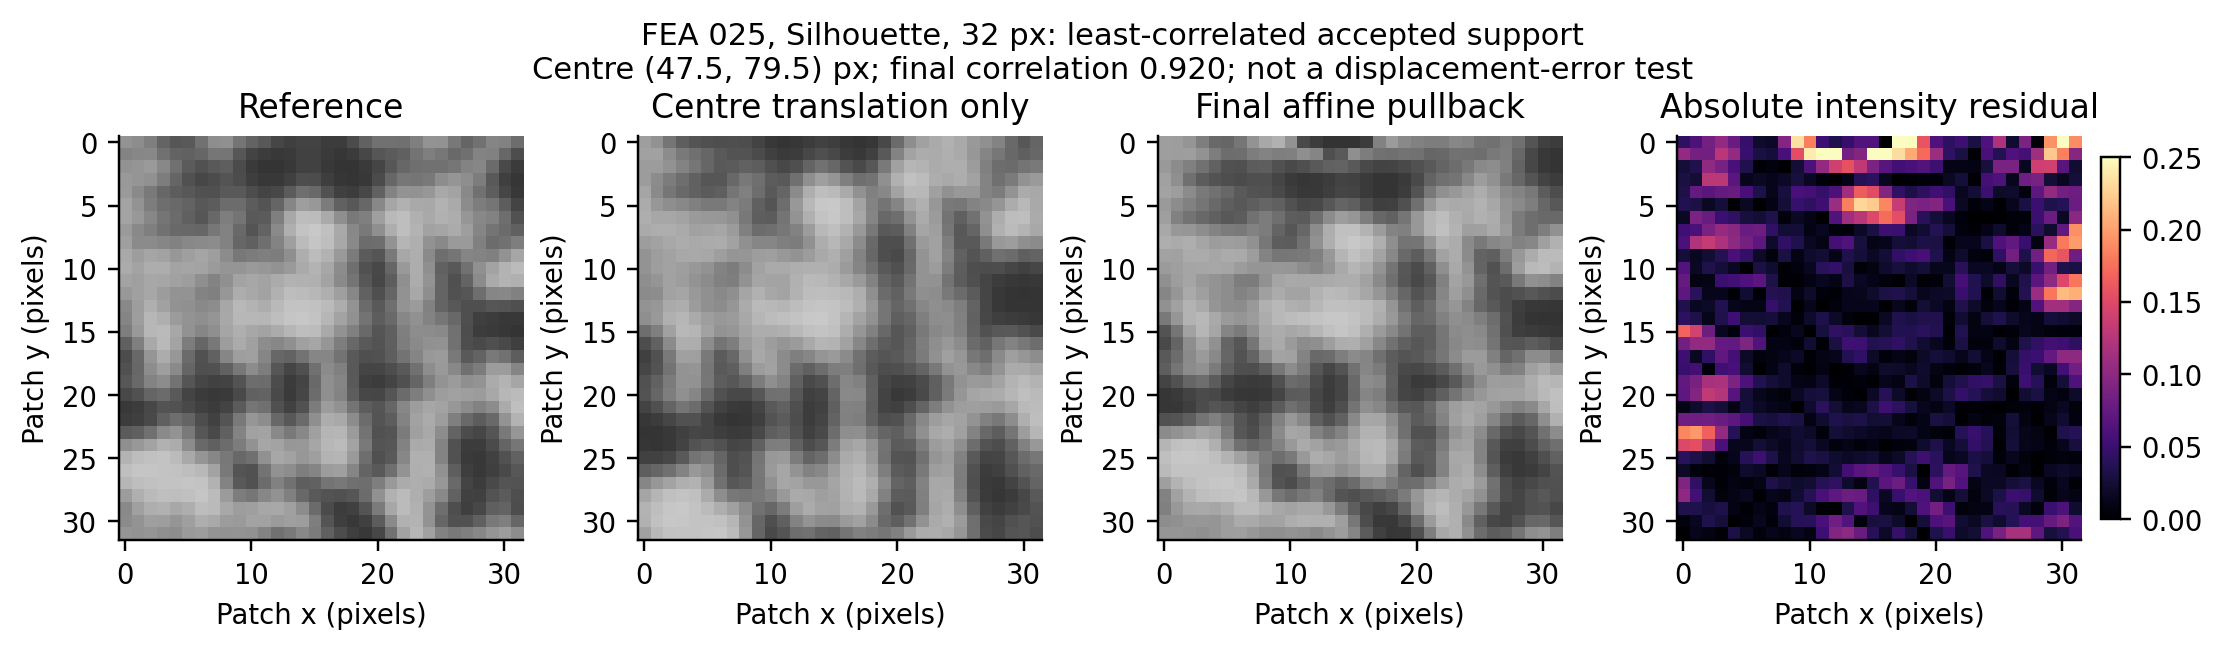 FEA 025, Silhouette, 32 px: least-correlated accepted support
Centre (47.5, 79.5) px; final correlation 0.920; not a displacement-error test
Reference
Centre translation only
Final affine pullback
Absolute intensity residual
Patch y (pixels)
0
5
10
15
20
25
30
0 10 20 30
Patch x (pixels)
Patch y (pixels)
0
5
10
15
20
25
30
0 10 20 30
Patch x (pixels)
Patch y (pixels)
0
5
10
15
20
25
30
0 10 20 30
Patch x (pixels)
Patch y (pixels)
0
5
10
15
20
25
30
0 10 20 30
Patch x (pixels)
0.25
0.20
0.15
0.10
0.05
0.00